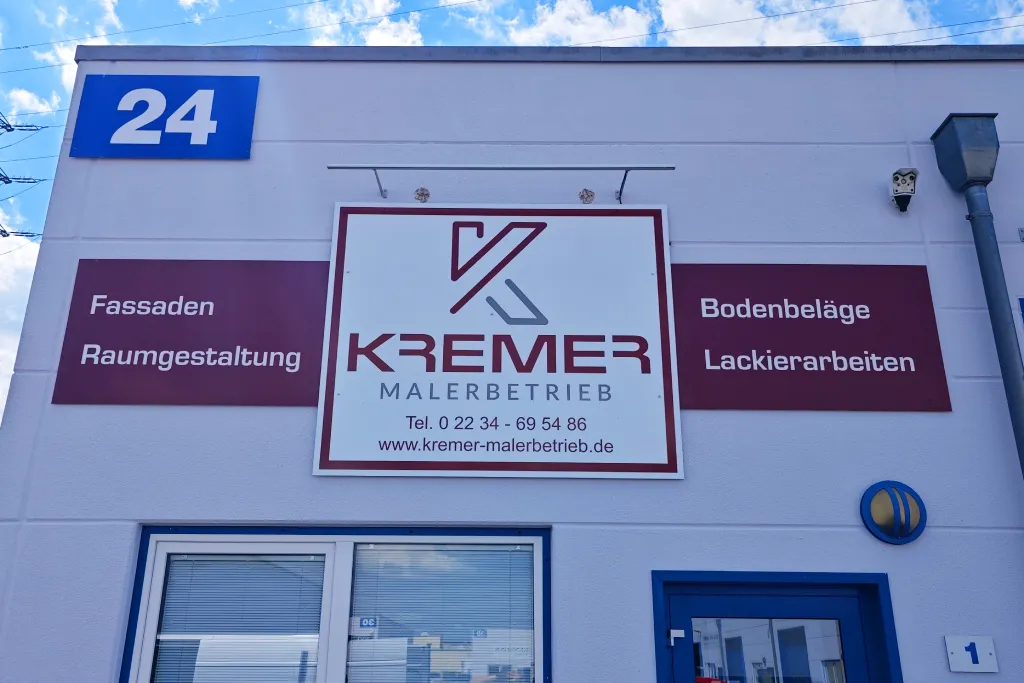 24
Fassaden
Raumgestaltung
KREMER
MALERBETRIEB
Tel. 0 22 34 - 69 54 86
www.kremer-malerbetrieb.de
Bodenbeläge
Lackierarbeiten
1